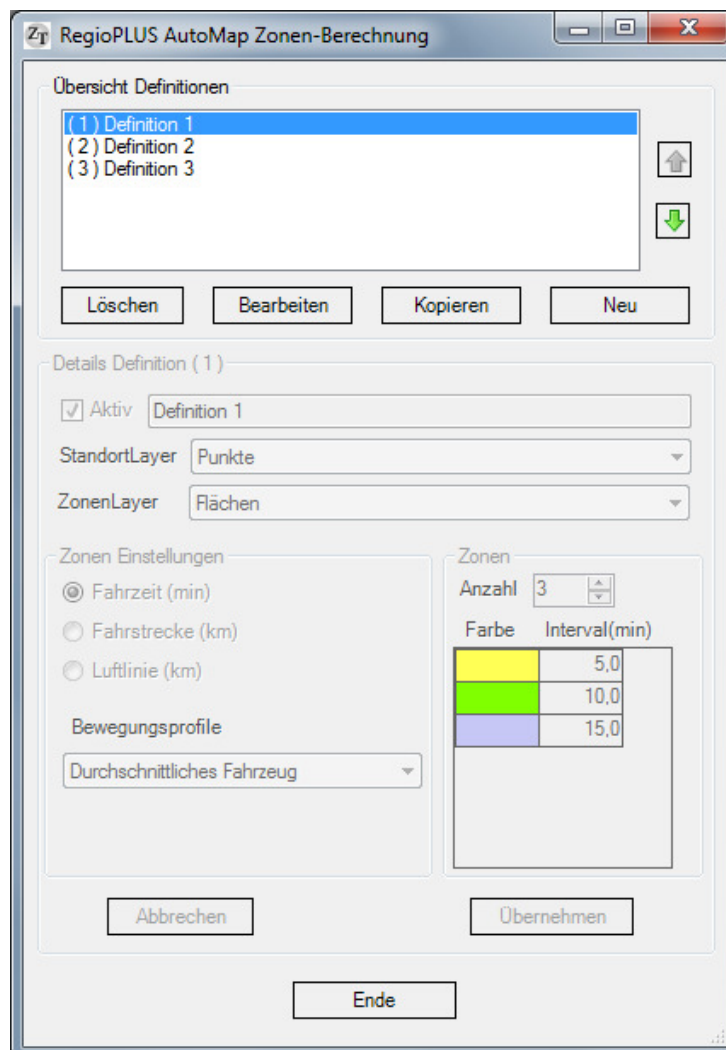 ZT RegioPLUS AutoMap Zonen-Berechnung
Übersicht Definitionen
( 1 ) Definition 1
( 2 ) Definition 2
( 3 ) Definition 3
Löschen Bearbeiten Kopieren Neu
Details Definition ( 1 )
Aktiv Definition 1
StandortLayer Punkte
ZonenLayer Flächen
Zonen Einstellungen
Fahrzeit (min)
Fahrstrecke (km)
Luftlinie (km)
Bewegungsprofile
Durchschnittliches Fahrzeug
Zonen
Anzahl 3
Farbe Interval(min)
5,0
10,0
15,0
Abbrechen Übernehmen
Ende